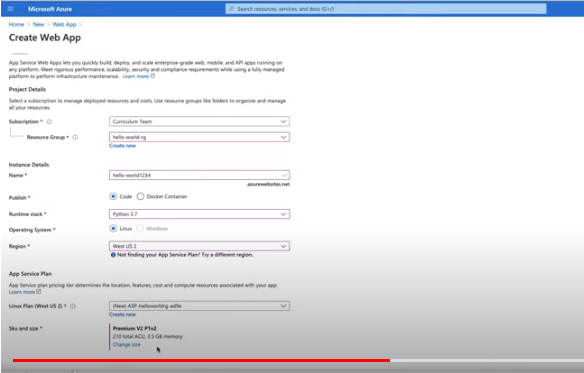 Microsoft Azure
Search resources, services, and docs (G+/)
Home > New > Web App >
Create Web App
App Service Web Apps lets you quickly build, deploy, and scale enterprise-grade web, mobile, and API apps running on
any platform. Meet rigorous performance, scalability, security and compliance requirements while using a fully managed
platform to perform infrastructure maintenance. Learn more
Project Details
Select a subscription to manage deployed resources and costs. Use resource groups like folders to organize and manage
all your resources.
Subscription * Curriculum Team
Resource Group * hello-world-rg
Create new
Instance Details
Name * hello-world1234
.azurewebsites.net
Publish * Code Docker Container
Runtime stack * Python 3.7
Operating System * Linux Windows
Region * West US 2
Not finding your App Service Plan? Try a different region.
App Service Plan
App Service plan pricing tier determines the location, features, cost and compute resources associated with your app.
Learn more
Linux Plan (West US 2) * (New) ASP-helloworldrg
Create new
Sku and size * Premium V2 P1v2
210 total ACU, 3.5 GB memory
Change size